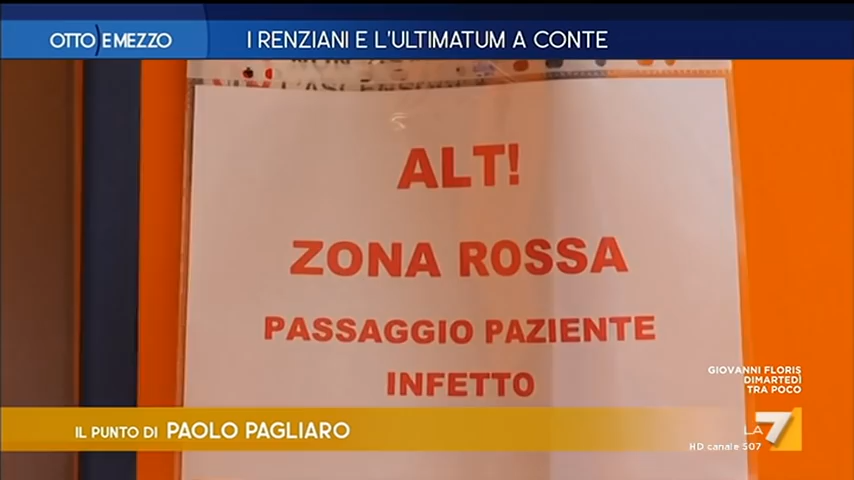 OTTO E MEZZO
I RENZIANI E L'ULTIMATUM A CONTE
ALT!
ZONA ROSSA
PASSAGGIO PAZIENTE
INFETTO
GIOVANNI FLORIS
DIMARTEDÌ
TRA POCO
IL PUNTO DI PAOLO PAGLIARO
LA7
HD canale 507